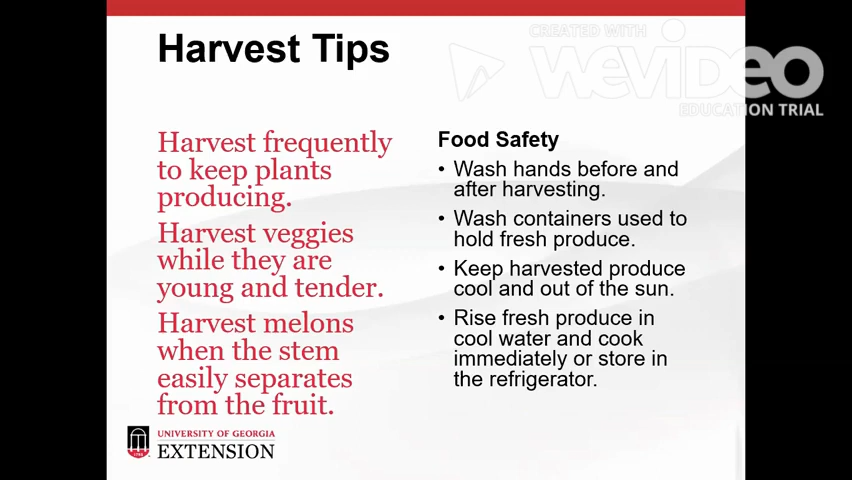 CREATED WITH
wevideo
EDUCATION TRIAL
Harvest Tips
Harvest frequently
to keep plants
producing.
Harvest veggies
while they are
young and tender.
Harvest melons
when the stem
easily separates
from the fruit.
Food Safety
• Wash hands before and
after harvesting.
• Wash containers used to
hold fresh produce.
• Keep harvested produce
cool and out of the sun.
• Rise fresh produce in
cool water and cook
immediately or store in
the refrigerator.
UNIVERSITY OF GEORGIA
EXTENSION